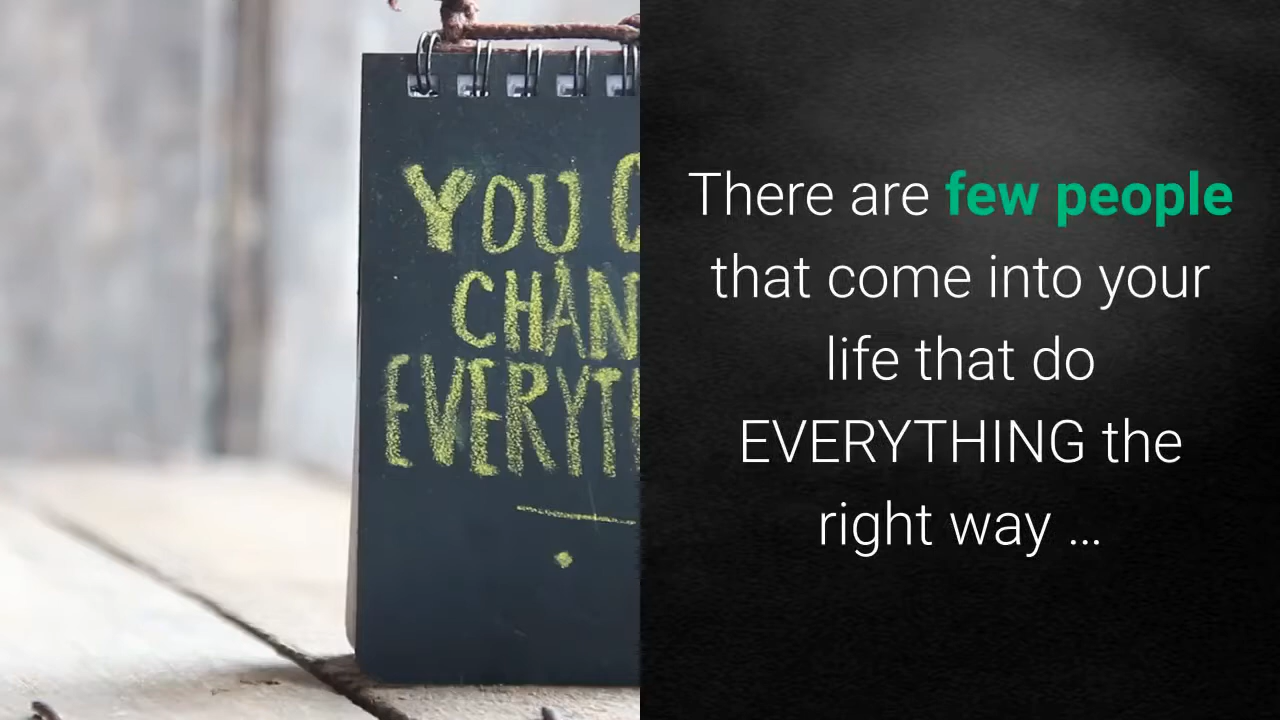 YOU
CHAN
EVERYT
There are few people
that come into your
life that do
EVERYTHING the
right way ...